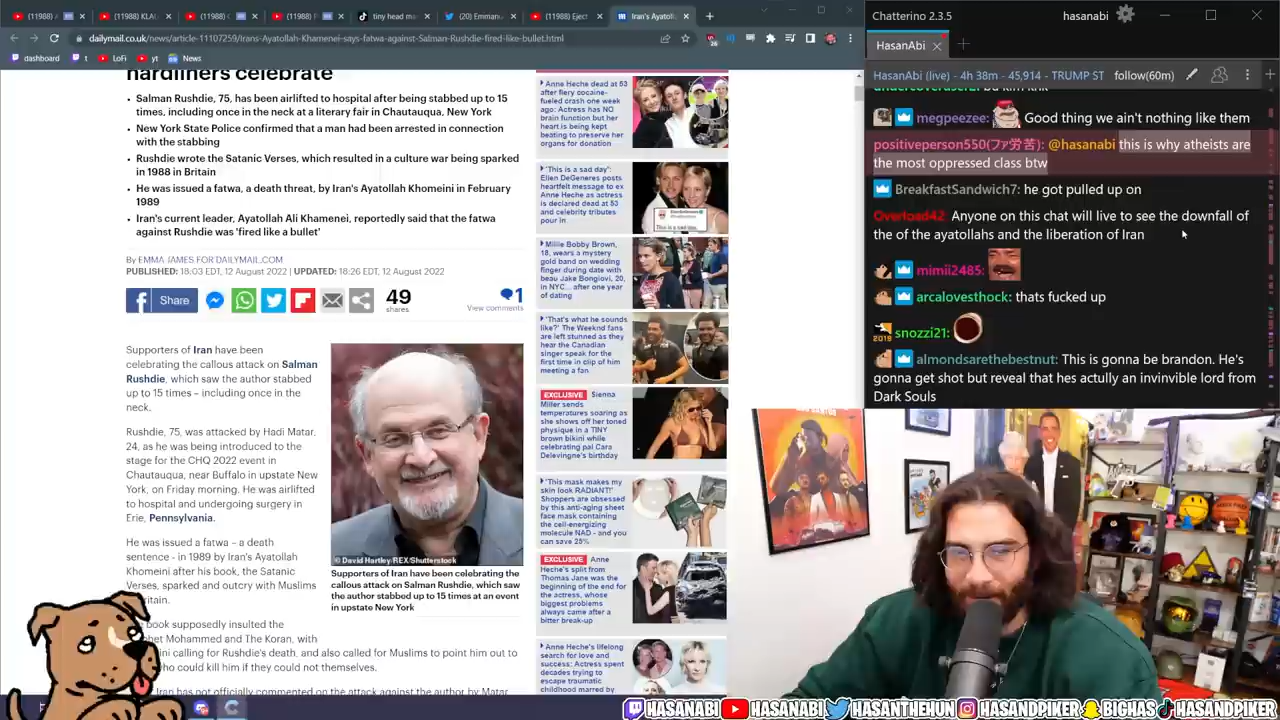 (11988)
(11988) KLA
(11988)
(11988)
tiny head ma
(20) Emmanu
(11988) Eject
Iran's Ayatoll
dailymail.co.uk/news/article-11107259/Irans-Ayatollah-Khamenei-says-fatwa-against-Salman-Rushdie-fired-like-bullet.html
dashboard
t
LoFi
yt
News
hardliners celebrate
Salman Rushdie, 75, has been airlifted to hospital after being stabbed up to 15
times, including once in the neck at a literary fair in Chautauqua, New York
New York State Police confirmed that a man had been arrested in connection
with the stabbing
Rushdie wrote the Satanic Verses, which resulted in a culture war being sparked
in 1988 in Britain
He was issued a fatwa, a death threat, by Iran's Ayatollah Khomeini in February
1989
Iran's current leader, Ayatollah Ali Khamenei, reportedly said that the fatwa
against Rushdie was 'fired like a bullet'
By EMMA JAMES FOR DAILYMAIL.COM
PUBLISHED: 18:03 EDT, 12 August 2022 | UPDATED: 18:26 EDT, 12 August 2022
Share
49
shares
1
View comments
Supporters of Iran have been
celebrating the callous attack on Salman
Rushdie, which saw the author stabbed
up to 15 times – including once in the
neck.
Rushdie, 75, was attacked by Hadi Matar,
24, as he was being introduced to the
stage for the CHQ 2022 event in
Chautauqua, near Buffalo in upstate New
York, on Friday morning. He was airlifted
to hospital and undergoing surgery in
Erie, Pennsylvania.
He was issued a fatwa – a death
sentence - in 1989 by Iran's Ayatollah
Khomeini after his book, the Satanic
Verses, sparked and outcry with Muslims
ritain.
book supposedly insulted the
het Mohammed and The Koran, with
ini calling for Rushdie's death, and also called for Muslims to point him out to
ho could kill him if they could not themselves.
Iran has not officially commented on the attack against the author by Matar
© David Hartley/REX/Shutterstock
Supporters of Iran have been celebrating the
callous attack on Salman Rushdie, which saw
the author stabbed up to 15 times at an event
in upstate New York
Anne Heche dead at 53
after fiery cocaine-
fueled crash one week
ago: Actress has NO
brain function but her
heart is being kept
beating to preserve her
organs for donation
'This is a sad day':
Ellen DeGeneres posts
heartfelt message to ex
Anne Heche as actress
is declared dead at 53
and celebrity tributes
pour in
Millie Bobby Brown,
18, wears a mystery
gold band on wedding
finger during date with
beau Jake Bongiovi, 20,
in NYC... after one year
of dating
'That's what he sounds
like?' The Weeknd fans
are left stunned as they
hear the Canadian
singer speak for the
first time in clip of him
meeting a fan
EXCLUSIVE Sienna
Miller sends
temperatures soaring as
she shows off her toned
physique in a TINY
brown bikini while
celebrating pal Cara
Delevingne's birthday
'This mask makes my
skin look RADIANT!'
Shoppers are obsessed
by this anti-aging sheet
face mask containing
the cell-energizing
molecule NAD - and you
can save 25%
EXCLUSIVE Anne
Heche's split from
Thomas Jane was the
beginning of the end for
the actress, whose
biggest problems
always came after a
bitter break-up
Anne Heche's lifelong
search for love and
success: Actress spent
decades trying to
escape traumatic
childhood marred by
Chatterino 2.3.5
hasanabi
HasanAbi
HasanAbi (live) - 4h 38m - 45,914 - TRUMP ST
follow(60m)
megpeezee: Good thing we ain't nothing like them
positiveperson550(ファ労苦): @hasanabi this is why atheists are
the most oppressed class btw
BreakfastSandwich7: he got pulled up on
Overload42: Anyone on this chat will live to see the downfall of
the of the ayatollahs and the liberation of Iran
mimii2485:
arcalovesthock: thats fucked up
snozzi21:
almondsarethebestnut: This is gonna be brandon. He's
gonna get shot but reveal that hes really an invivible lord from
Dark Souls
HASANABI
HASANABI
HASANTHEHUN
HASANDPIKER
BIGHAS
HASANDPIKER